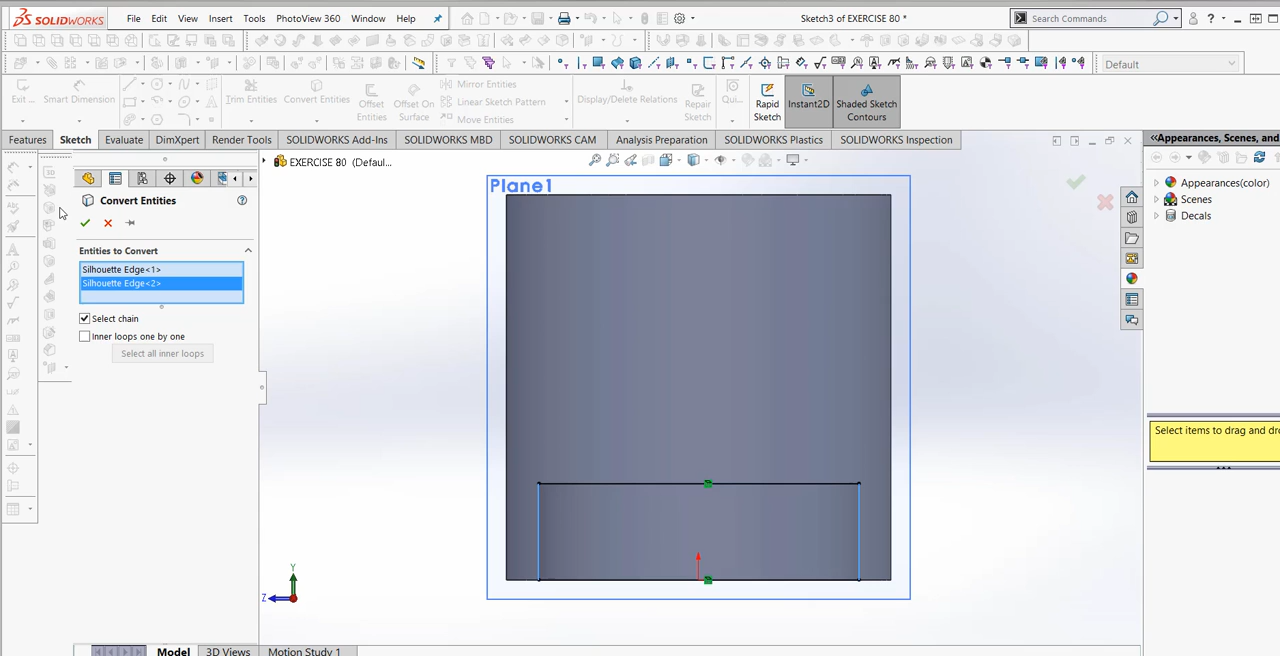 SOLIDWORKS File Edit View Insert Tools PhotoView 360 Window Help Sketch3 of EXERCISE 80 * Search Commands
Default
Exit ... Smart Dimension Trim Entities Convert Entities Offset Entities Offset On Surface Mirror Entities Linear Sketch Pattern Move Entities Display/Delete Relations Repair Sketch Qui... Rapid Sketch Instant2D Shaded Sketch Contours
Features Sketch Evaluate DimXpert Render Tools SOLIDWORKS Add-Ins SOLIDWORKS MBD SOLIDWORKS CAM Analysis Preparation SOLIDWORKS Plastics SOLIDWORKS Inspection
Appearances, Scenes, and
EXERCISE 80 (Defaul...
Convert Entities
Entities to Convert
Silhouette Edge<1>
Silhouette Edge<2>
Select chain
Inner loops one by one
Select all inner loops
Plane1
Y
Z
Appearances(color)
Scenes
Decals
Select items to drag and dro
Model 3D Views Motion Study 1